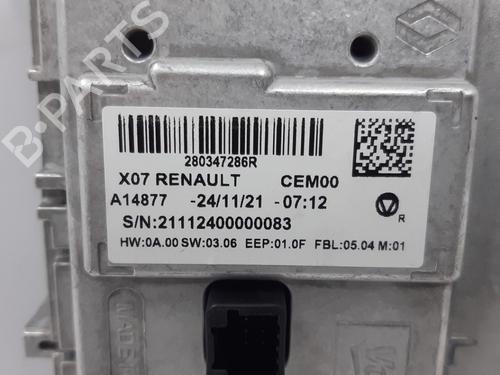 B-PARTS
280347286R
X07 RENAULT CEM00
A14877 -24/11/21 -07:12
S/N:21112400000083
R
HW:0A.00 SW:03.06 EEP:01.0F FBL:05.04 M:01